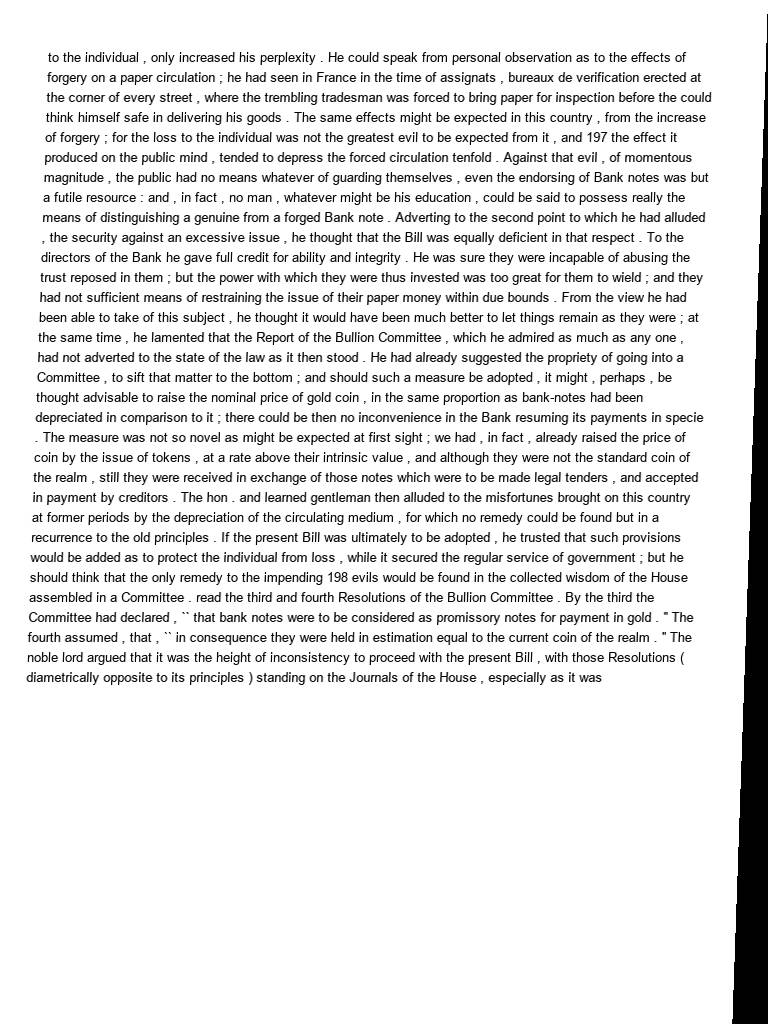 to the individual , only increased his perplexity . He could speak from personal observation as to the effects of
forgery on a paper circulation ; he had seen in France in the time of assignats , bureaux de verification erected at
the corner of every street , where the trembling tradesman was forced to bring paper for inspection before the could
think himself safe in delivering his goods . The same effects might be expected in this country , from the increase
of forgery ; for the loss to the individual was not the greatest evil to be expected from it , and 197 the effect it
produced on the public mind , tended to depress the forced circulation tenfold . Against that evil , of momentous
magnitude , the public had no means whatever of guarding themselves , even the endorsing of Bank notes was but
a futile resource : and , in fact , no man , whatever might be his education , could be said to possess really the
means of distinguishing a genuine from a forged Bank note . Adverting to the second point to which he had alluded
, the security against an excessive issue , he thought that the Bill was equally deficient in that respect . To the
directors of the Bank he gave full credit for ability and integrity . He was sure they were incapable of abusing the
trust reposed in them ; but the power with which they were thus invested was too great for them to wield ; and they
had not sufficient means of restraining the issue of their paper money within due bounds . From the view he had
been able to take of this subject , he thought it would have been much better to let things remain as they were ; at
the same time , he lamented that the Report of the Bullion Committee , which he admired as much as any one ,
had not adverted to the state of the law as it then stood . He had already suggested the propriety of going into a
Committee , to sift that matter to the bottom ; and should such a measure be adopted , it might , perhaps , be
thought advisable to raise the nominal price of gold coin , in the same proportion as bank-notes had been
depreciated in comparison to it ; there could be then no inconvenience in the Bank resuming its payments in specie
. The measure was not so novel as might be expected at first sight ; we had , in fact , already raised the price of
coin by the issue of tokens , at a rate above their intrinsic value , and although they were not the standard coin of
the realm , still they were received in exchange of those notes which were to be made legal tenders , and accepted
in payment by creditors . The hon . and learned gentleman then alluded to the misfortunes brought on this country
at former periods by the depreciation of the circulating medium , for which no remedy could be found but in a
recurrence to the old principles . If the present Bill was ultimately to be adopted , he trusted that such provisions
would be added as to protect the individual from loss , while it secured the regular service of government ; but he
should think that the only remedy to the impending 198 evils would be found in the collected wisdom of the House
assembled in a Committee . read the third and fourth Resolutions of the Bullion Committee . By the third the
Committee had declared , `` that bank notes were to be considered as promissory notes for payment in gold . " The
fourth assumed , that , `` in consequence they were held in estimation equal to the current coin of the realm . " The
noble lord argued that it was the height of inconsistency to proceed with the present Bill , with those Resolutions (
diametrically opposite to its principles ) standing on the Journals of the House , especially as it was